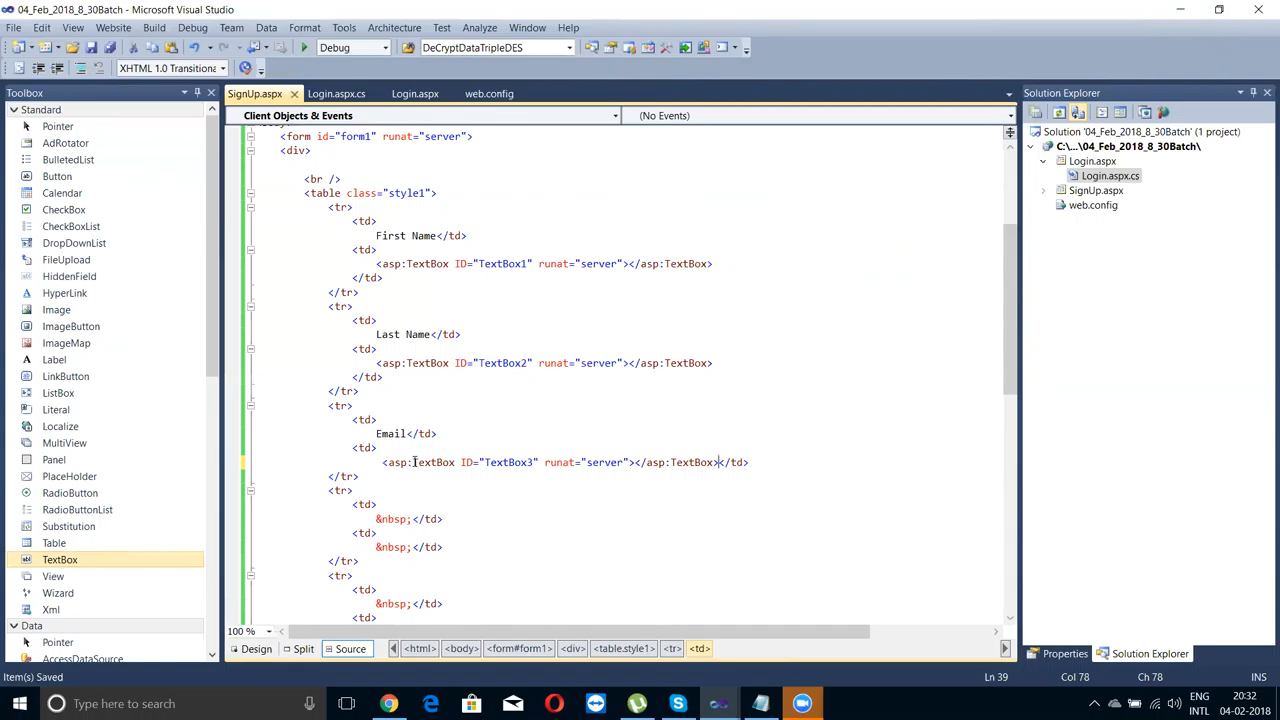 04_Feb_2018_8_30Batch - Microsoft Visual Studio
File Edit View Website Build Debug Team Data Format Tools Architecture Test Analyze Window Help
Debug DeCryptDataTripleDES
XHTML 1.0 Transitiona
Toolbox
Standard
Pointer
AdRotator
BulletedList
Button
Calendar
CheckBox
CheckBoxList
DropDownList
FileUpload
HiddenField
HyperLink
Image
ImageButton
ImageMap
Label
LinkButton
ListBox
Literal
Localize
MultiView
Panel
PlaceHolder
RadioButton
RadioButtonList
Substitution
Table
TextBox
View
Wizard
Xml
Data
Pointer
AccessDataSource
SignUp.aspx Login.aspx.cs Login.aspx web.config
Client Objects & Events (No Events)
<form id="form1" runat="server">
<div>
<br />
<table class="style1">
<tr>
<td>
First Name</td>
<td>
<asp:TextBox ID="TextBox1" runat="server"></asp:TextBox>
</td>
</tr>
<tr>
<td>
Last Name</td>
<td>
<asp:TextBox ID="TextBox2" runat="server"></asp:TextBox>
</td>
</tr>
<tr>
<td>
Email</td>
<td>
<asp:TextBox ID="TextBox3" runat="server"></asp:TextBox></td>
</tr>
<tr>
<td>
&nbsp;</td>
<td>
&nbsp;</td>
</tr>
<tr>
<td>
&nbsp;</td>
<td>
100 %
Design Split Source <html> <body> <form#form1> <div> <table.style1> <tr> <td>
Solution Explorer
Solution '04_Feb_2018_8_30Batch' (1 project)
C:\...\04_Feb_2018_8_30Batch\
Login.aspx
Login.aspx.cs
SignUp.aspx
web.config
Properties Solution Explorer
Item(s) Saved Ln 39 Col 78 Ch 78 INS
Type here to search
ENG
INTL
20:32
04-02-2018